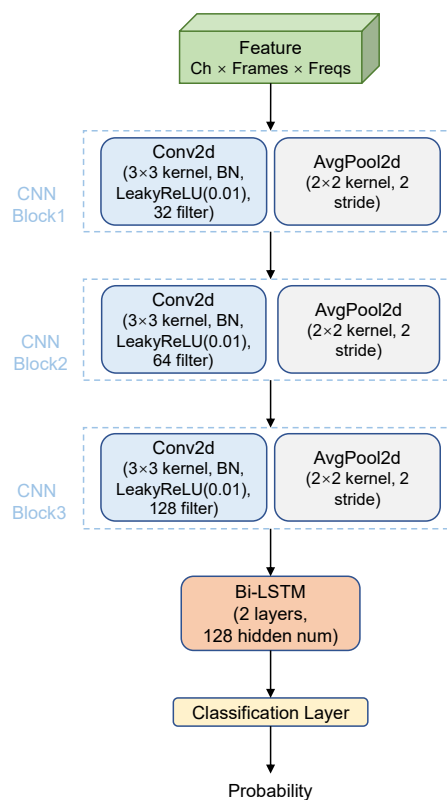 Feature
Ch × Frames × Freqs
CNN
Block1
Conv2d
(3×3 kernel, BN,
LeakyReLU(0.01),
32 filter)
AvgPool2d
(2×2 kernel, 2
stride)
CNN
Block2
Conv2d
(3×3 kernel, BN,
LeakyReLU(0.01),
64 filter)
AvgPool2d
(2×2 kernel, 2
stride)
CNN
Block3
Conv2d
(3×3 kernel, BN,
LeakyReLU(0.01),
128 filter)
AvgPool2d
(2×2 kernel, 2
stride)
Bi-LSTM
(2 layers,
128 hidden num)
Classification Layer
Probability